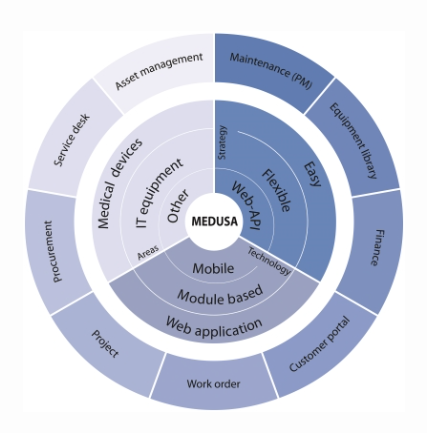 Asset management
Maintenance (PM)
Equipment library
Finance
Customer portal
Work order
Project
Procurement
Service desk
Medical devices
IT equipment
Other
Areas
Strategy
Easy
Flexible
Web-API
MEDUSA
Technology
Mobile
Module based
Web application